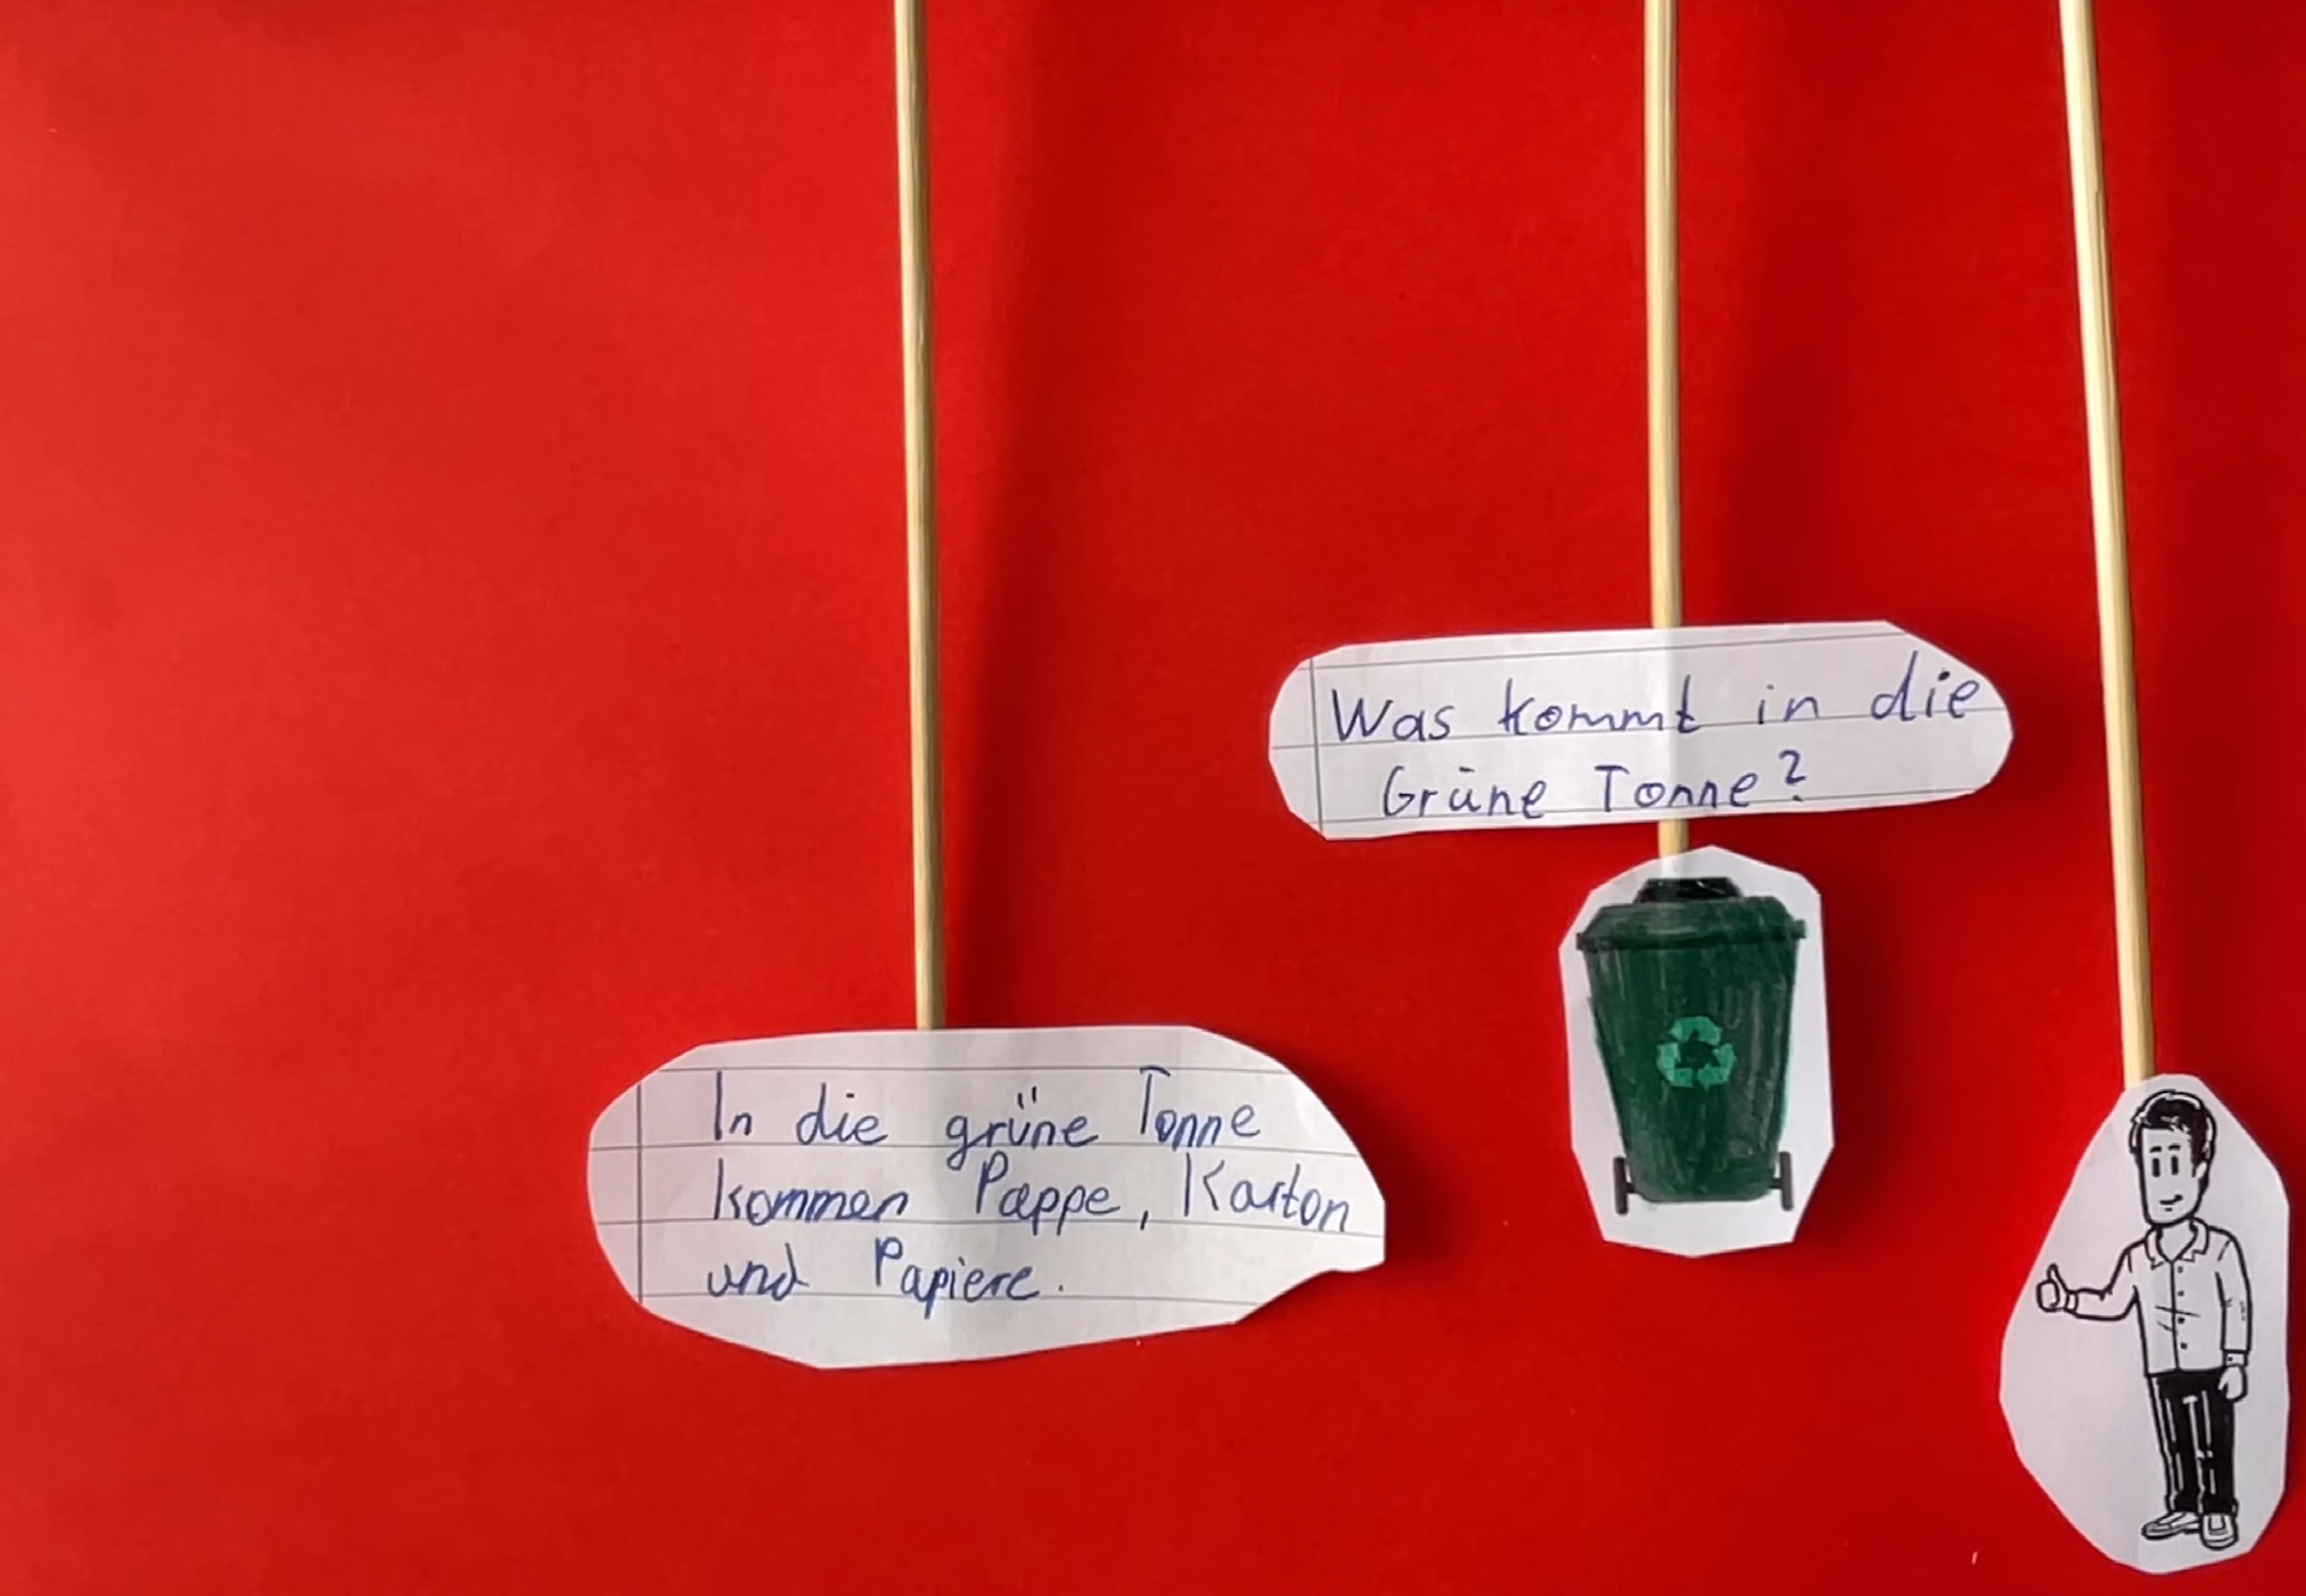 Was kommt in die
Grüne Tonne?
In die grüne Tonne
kommen Pappe, Karton
und Papiere.